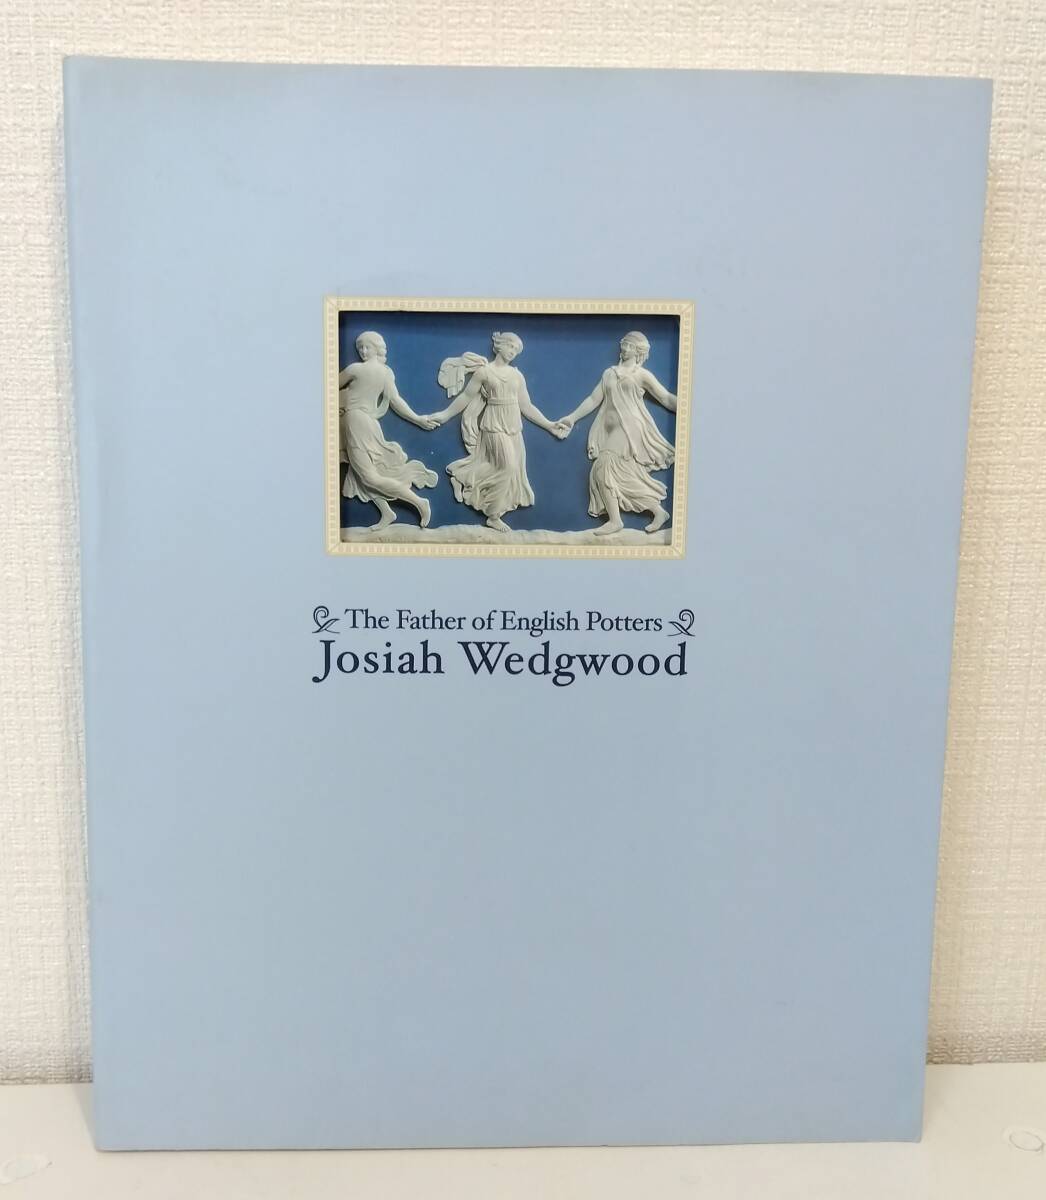 The Father of English Potters
Josiah Wedgwood